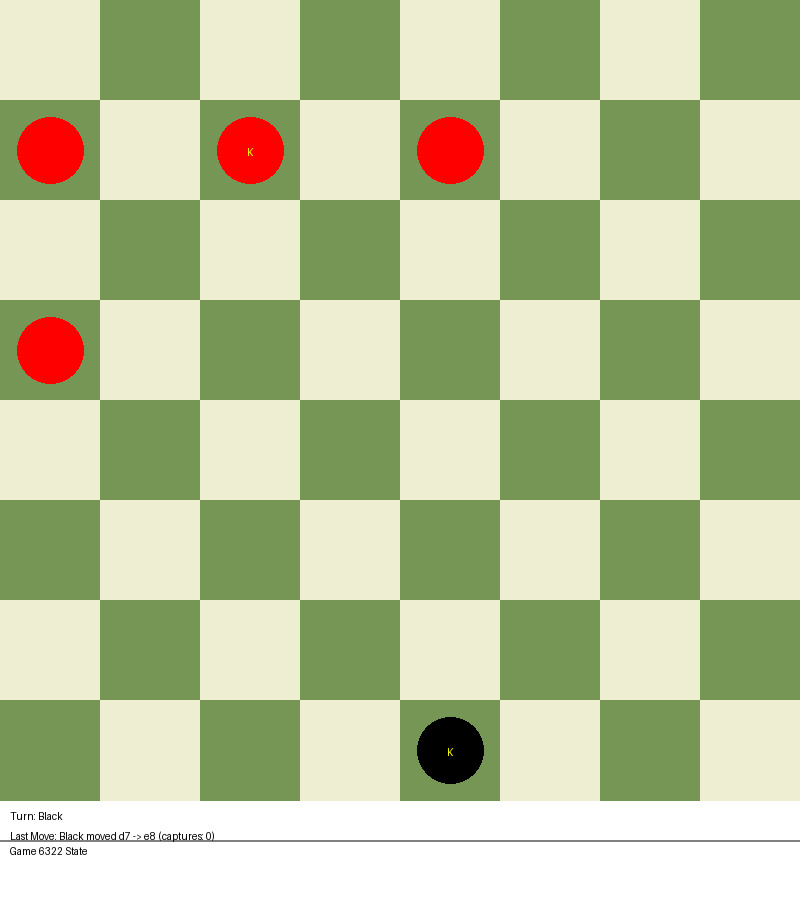 K
K
Turn: Black
Last Move: Black moved d7 -> e8 (captures: 0)
Game 6322 State